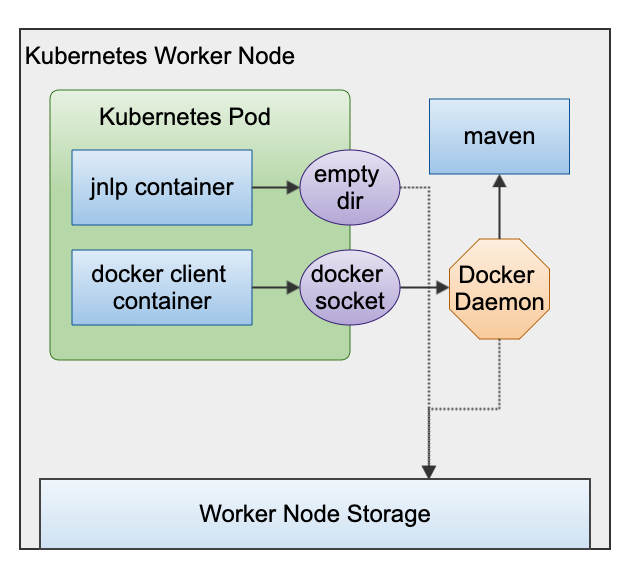 Kubernetes Worker Node
Kubernetes Pod
maven
jnlp container
empty
dir
docker client
container
docker
socket
Docker
Daemon
Worker Node Storage